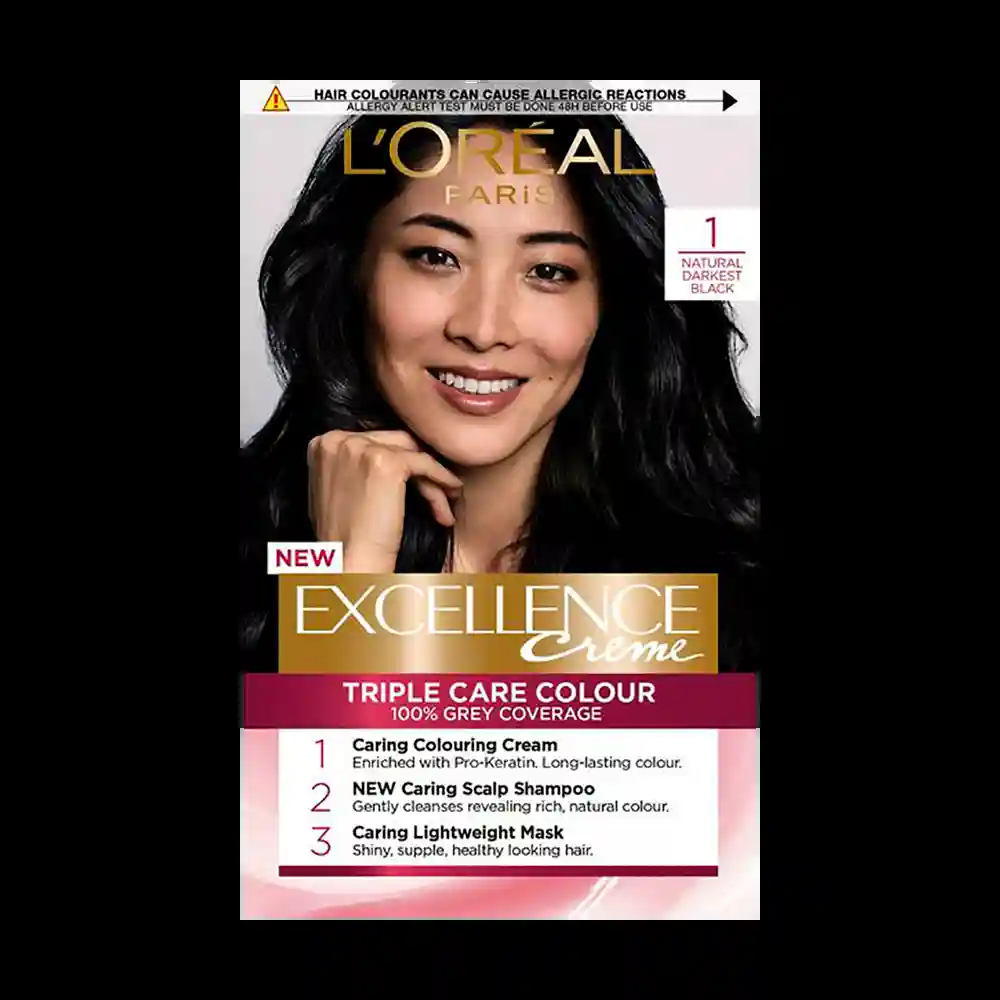 HAIR COLOURANTS CAN CAUSE ALLERGIC REACTIONS
ALLERGY ALERT TEST MUST BE DONE 48H BEFORE USE
L'ORÉAL
PARiS
1
NATURAL
DARKEST
BLACK
NEW
EXCELLENCE
Creme
TRIPLE CARE COLOUR
100% GREY COVERAGE
1 Caring Colouring Cream
Enriched with Pro-Keratin. Long-lasting colour.
2 NEW Caring Scalp Shampoo
Gently cleanses revealing rich, natural colour.
3 Caring Lightweight Mask
Shiny, supple, healthy looking hair.